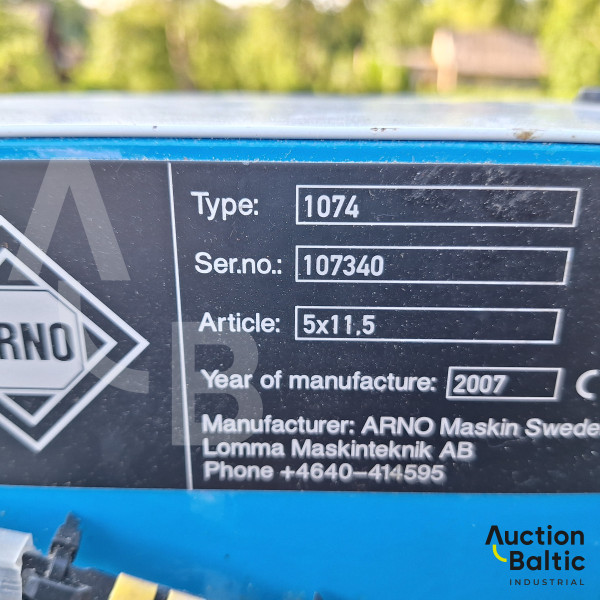 Type: 1074
Ser.no.: 107340
Article: 5x11.5
Year of manufacture: 2007
Manufacturer: ARNO Maskin Swede
Lomma Maskinteknik AB
Phone +4640-414595
RNO
AB
Auction
Baltic
INDUSTRIAL